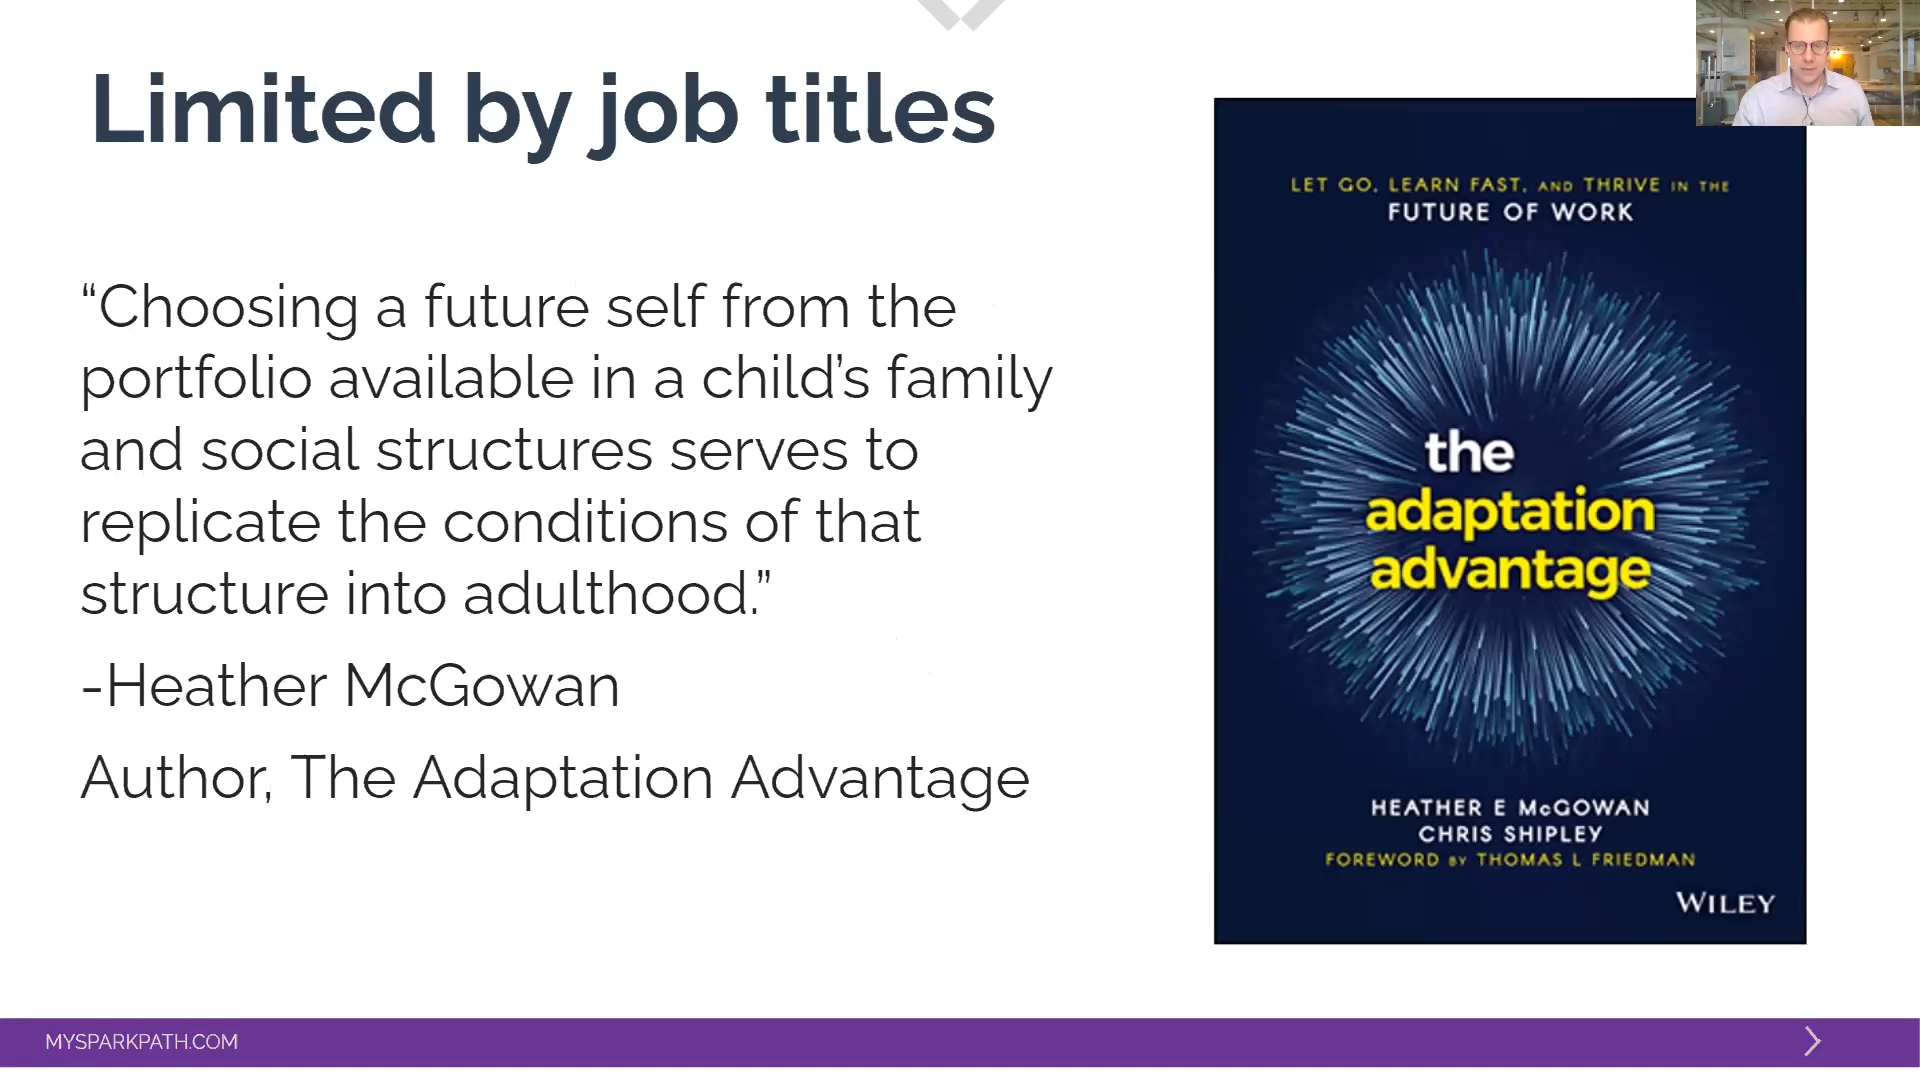 Limited by job titles
“Choosing a future self from the
portfolio available in a child’s family
and social structures serves to
replicate the conditions of that
structure into adulthood.”
-Heather McGowan
Author, The Adaptation Advantage
LET GO, LEARN FAST, AND THRIVE IN THE
FUTURE OF WORK
the
adaptation
advantage
HEATHER E McGOWAN
CHRIS SHIPLEY
FOREWORD BY THOMAS L FRIEDMAN
WILEY
MYSPARKPATH.COM